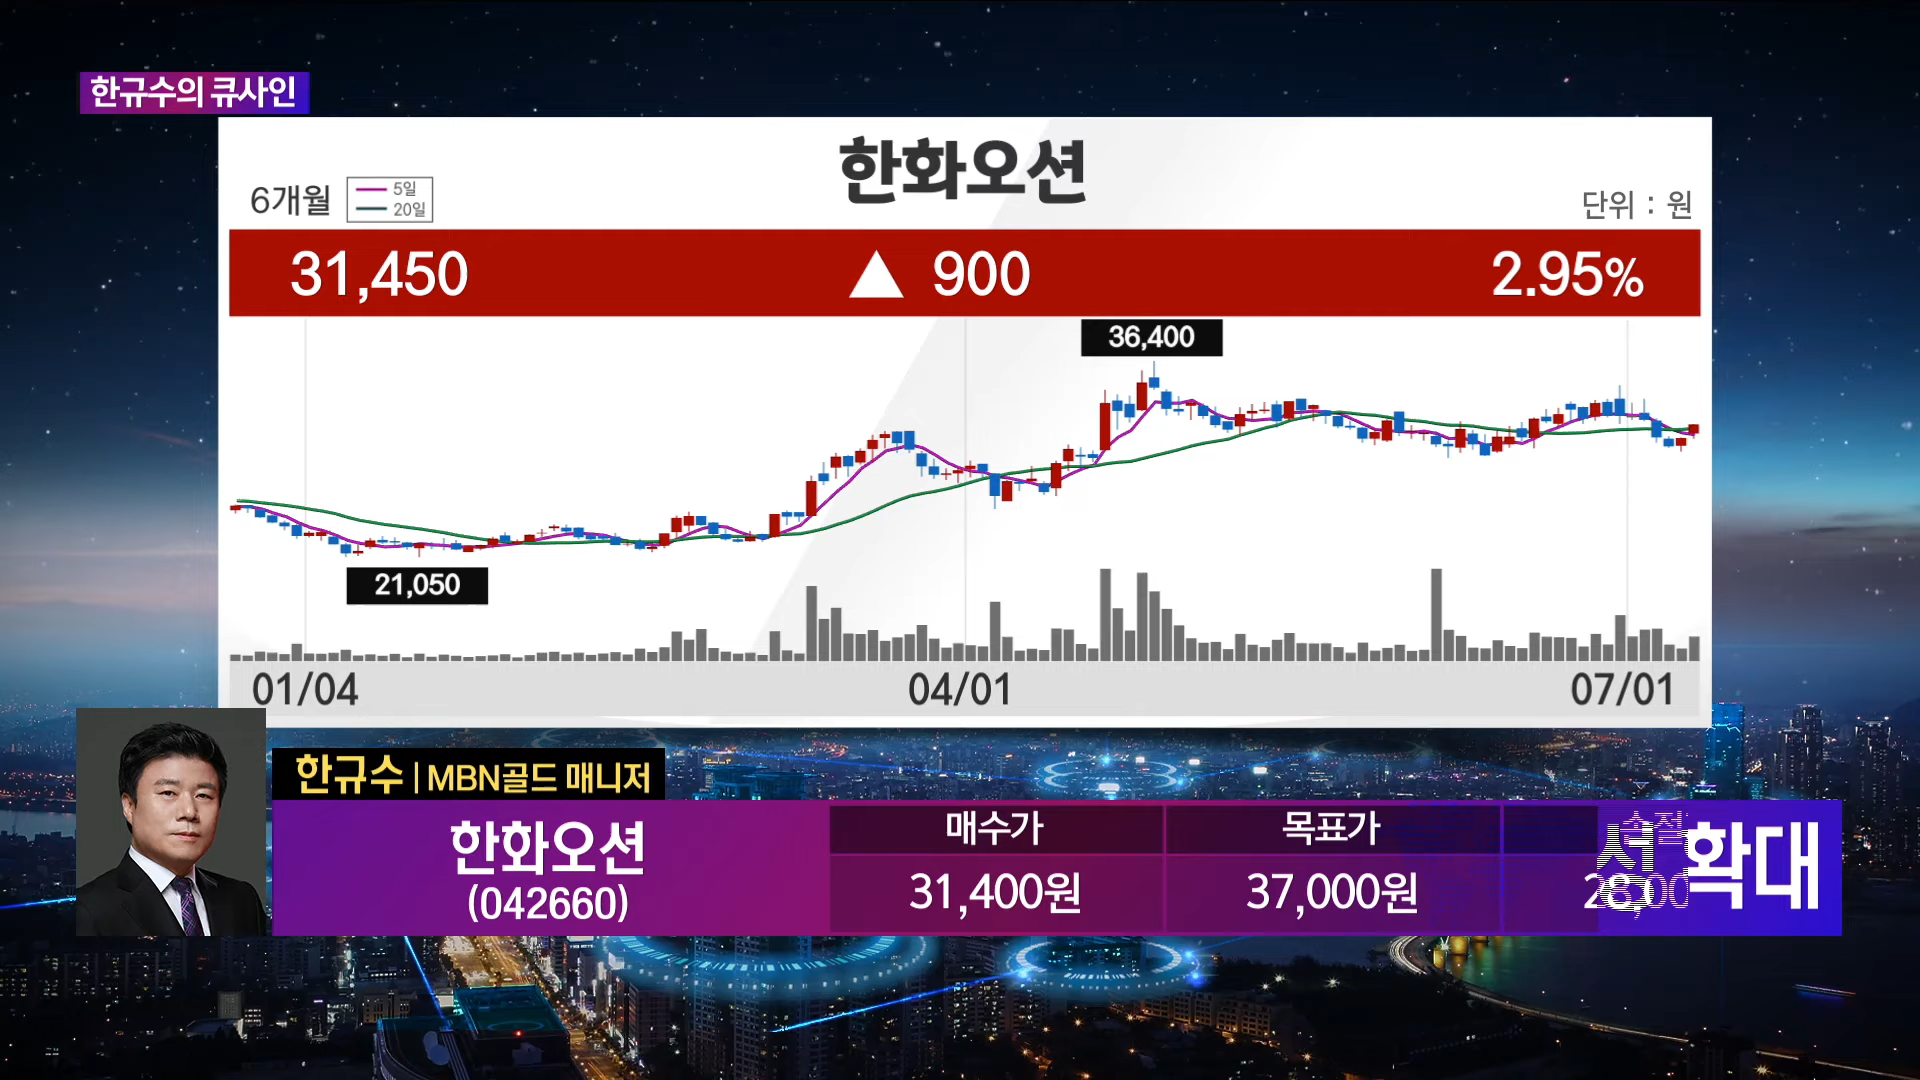 한규수의 큐사인
한화오션
6개월
5일
20일
단위 : 원
31,450 ▲ 900 2.95%
36,400
21,050
01/04 04/01 07/01
한규수 | MBN골드 매니저
한화오션
(042660)
매수가 목표가
31,400원 37,000원
확대